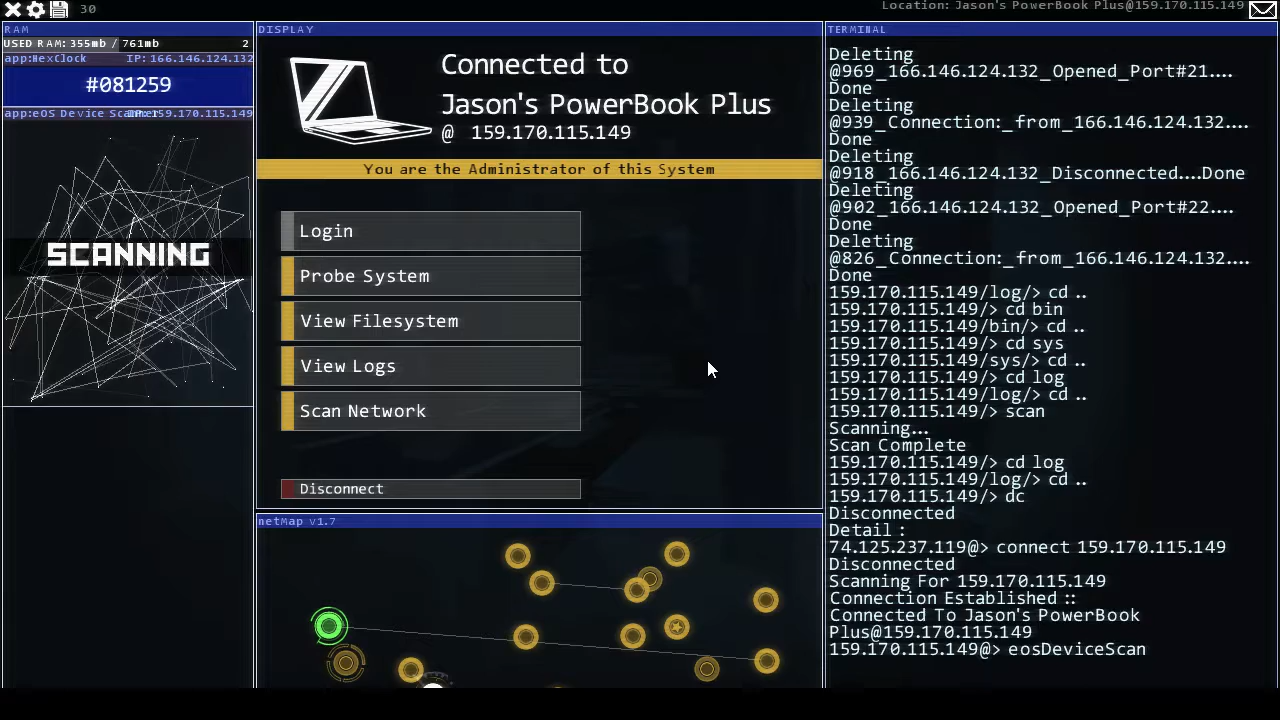 30
Location: Jason's PowerBook Plus@159.170.115.149
RAM
USED RAM: 355mb / 761mb 2
app:HexClock IP: 166.146.124.132
#081259
app:eOS Device Scanner IP:159.170.115.149
SCANNING
DISPLAY
Connected to
Jason's PowerBook Plus
@ 159.170.115.149
You are the Administrator of this System
Login
Probe System
View Filesystem
View Logs
Scan Network
Disconnect
netMap v1.7
TERMINAL
Deleting
@969_166.146.124.132_Opened_Port#21....
Done
Deleting
@939_Connection:_from_166.146.124.132....
Done
Deleting
@918_166.146.124.132_Disconnected....Done
Deleting
@902_166.146.124.132_Opened_Port#22....
Done
Deleting
@826_Connection:_from_166.146.124.132....
Done
159.170.115.149/log/> cd ..
159.170.115.149/> cd bin
159.170.115.149/bin/> cd ..
159.170.115.149/> cd sys
159.170.115.149/sys/> cd ..
159.170.115.149/> cd log
159.170.115.149/log/> cd ..
159.170.115.149/> scan
Scanning...
Scan Complete
159.170.115.149/> cd log
159.170.115.149/log/> cd ..
159.170.115.149/> dc
Disconnected
Detail :
74.125.237.119@> connect 159.170.115.149
Disconnected
Scanning For 159.170.115.149
Connection Established ::
Connected To Jason's PowerBook
Plus@159.170.115.149
159.170.115.149@> eosDeviceScan